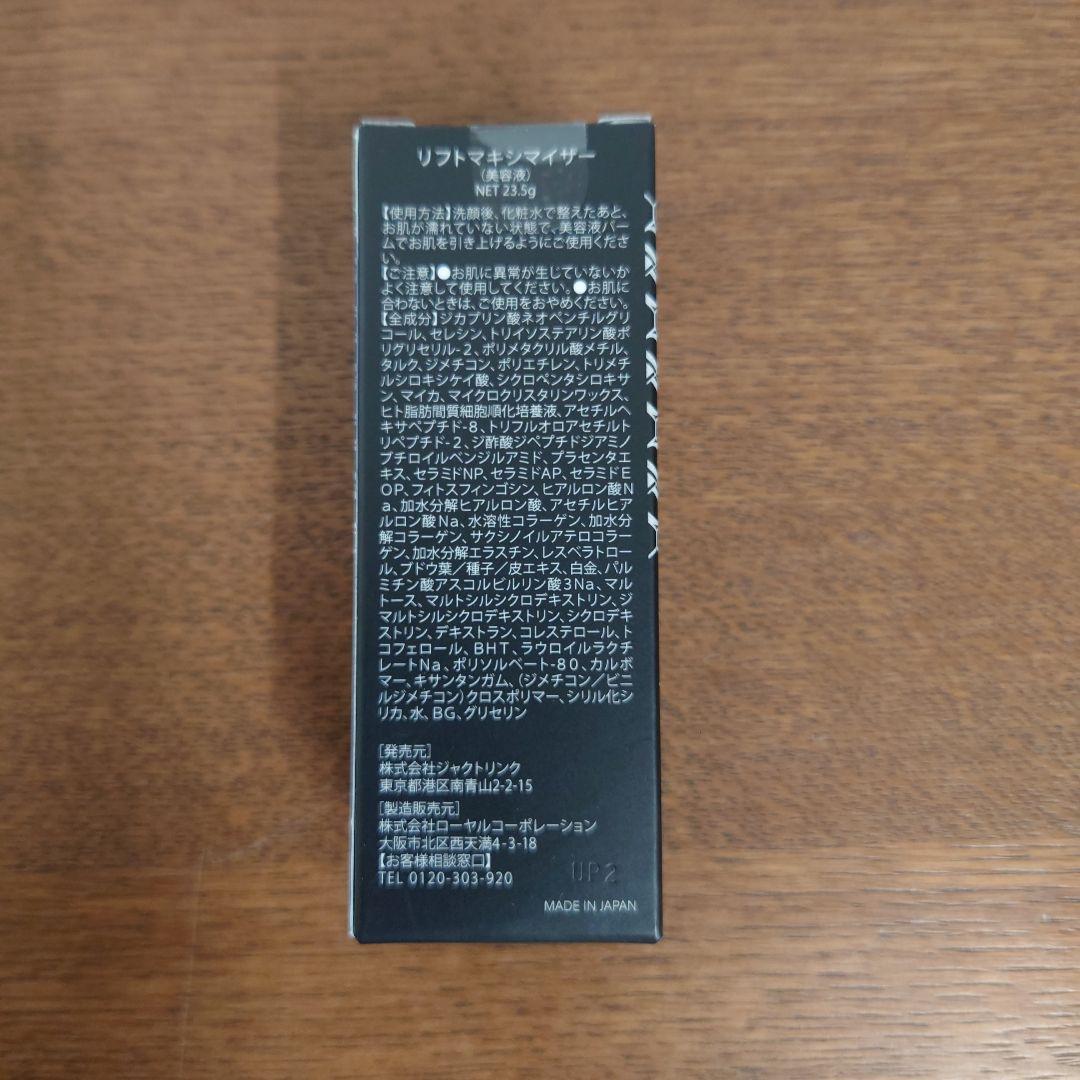 リフトマキシマイザー
（美容液）
NET 23.5g
【使用方法】洗顔後、化粧水で整えたあと、
お肌が濡れていない状態で、美容液バー
ムでお肌を引き上げるようにご使用くださ
い。
【ご注意】●お肌に異常が生じていないか
よく注意して使用してください。●お肌に
合わないときは、ご使用をおやめください。
【全成分】ジカプリン酸ネオペンチルグリ
コール、セレシン、トリイソステアリン酸ポ
リグリセリル-2、ポリメタクリル酸メチル、
タルク、ジメチコン、ポリエチレン、トリメチ
ルシロキシケイ酸、シクロペンタシロキサ
ン、マイカ、マイクロクリスタリンワックス、
ヒト脂肪間質細胞順化培養液、アセチルヘ
キサペプチド-8、トリフルオロアセチルト
リペプチド-2、ジ酢酸ジペプチドジアミノ
ブチロイルベンジルアミド、プラセンタエ
キス、セラミドNP、セラミドAP、セラミドE
OP、フィトスフィンゴシン、ヒアルロン酸N
a、加水分解ヒアルロン酸、アセチルヒア
ルロン酸Na、水溶性コラーゲン、加水分
解コラーゲン、サクシノイルアテロコラー
ゲン、加水分解エラスチン、レスベラトロー
ル、ブドウ葉／種子／皮エキス、白金、パル
ミチン酸アスコルビルリン酸3Na、マル
トース、マルトシルシクロデキストリン、ジ
マルトシルシクロデキストリン、シクロデキ
ストリン、デキストラン、コレステロール、ト
コフェロール、BHT、ラウロイルラクチ
レートNa、ポリソルベート-80、カルボ
マー、キサンタンガム、（ジメチコン／ビニ
ルジメチコン）クロスポリマー、シリル化シ
リカ、水、BG、グリセリン
［発売元］
株式会社ジャクトリンク
東京都港区南青山2-2-15
［製造販売元］
株式会社ローヤルコーポレーション
大阪市北区西天満4-3-18
【お客様相談窓口】
TEL 0120-303-920
UP2
MADE IN JAPAN